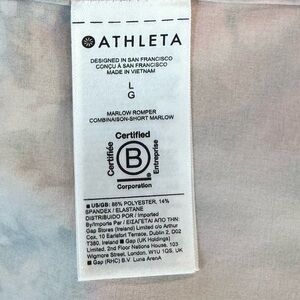 ATHLETA
DESIGNED IN SAN FRANCISCO
CONÇU À SAN FRANCISCO
MADE IN VIETNAM
L
G
MARLOW ROMPER
COMBINAISON-SHORT MARLOW
Certified
Certifiée
B
Entreprise
Corporation
■ US/GB: 86% POLYESTER, 14%
SPANDEX / ELASTANE
DISTRIBUIDO POR / Imported
By/Importé Par / ΕΙΣΑΓΕΤΑΙ ΑΠΟ ΤΗΝ:
Gap Stores (Ireland) Limited c/o Arthur
Cox, 10 Earlsfort Terrace, Dublin 2, D02
T380, Ireland ■ Gap (UK Holdings)
Limited, 2nd Floor Nations House, 103
Wigmore Street, London, W1U 1QS, UK
■ Gap (RHC) B.V. Luna ArenA